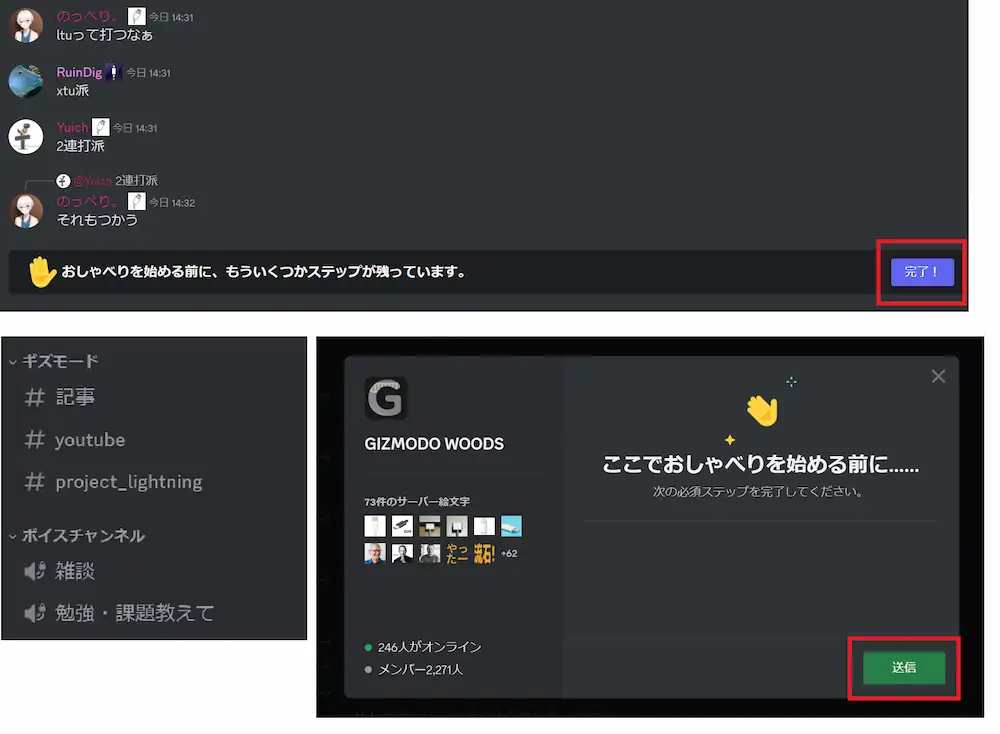 のっぺり。 今日 14:31
ltuって打つなぁ
RuinDig 今日 14:31
xtu派
Yuich 今日 14:31
2連打派
@Yuich 2連打派
のっぺり。 今日 14:32
それもつかう
おしゃべりを始める前に、もういくつかステップが残っています。
完了！
ギズモード
# 記事
# youtube
# project_lightning
ボイスチャンネル
雑談
勉強・課題教えて
G
GIZMODO WOODS
73件のサーバー絵文字
やったー 流石! +62
246人がオンライン
メンバー2,271人
ここでおしゃべりを始める前に......
次の必須ステップを完了してください。
送信